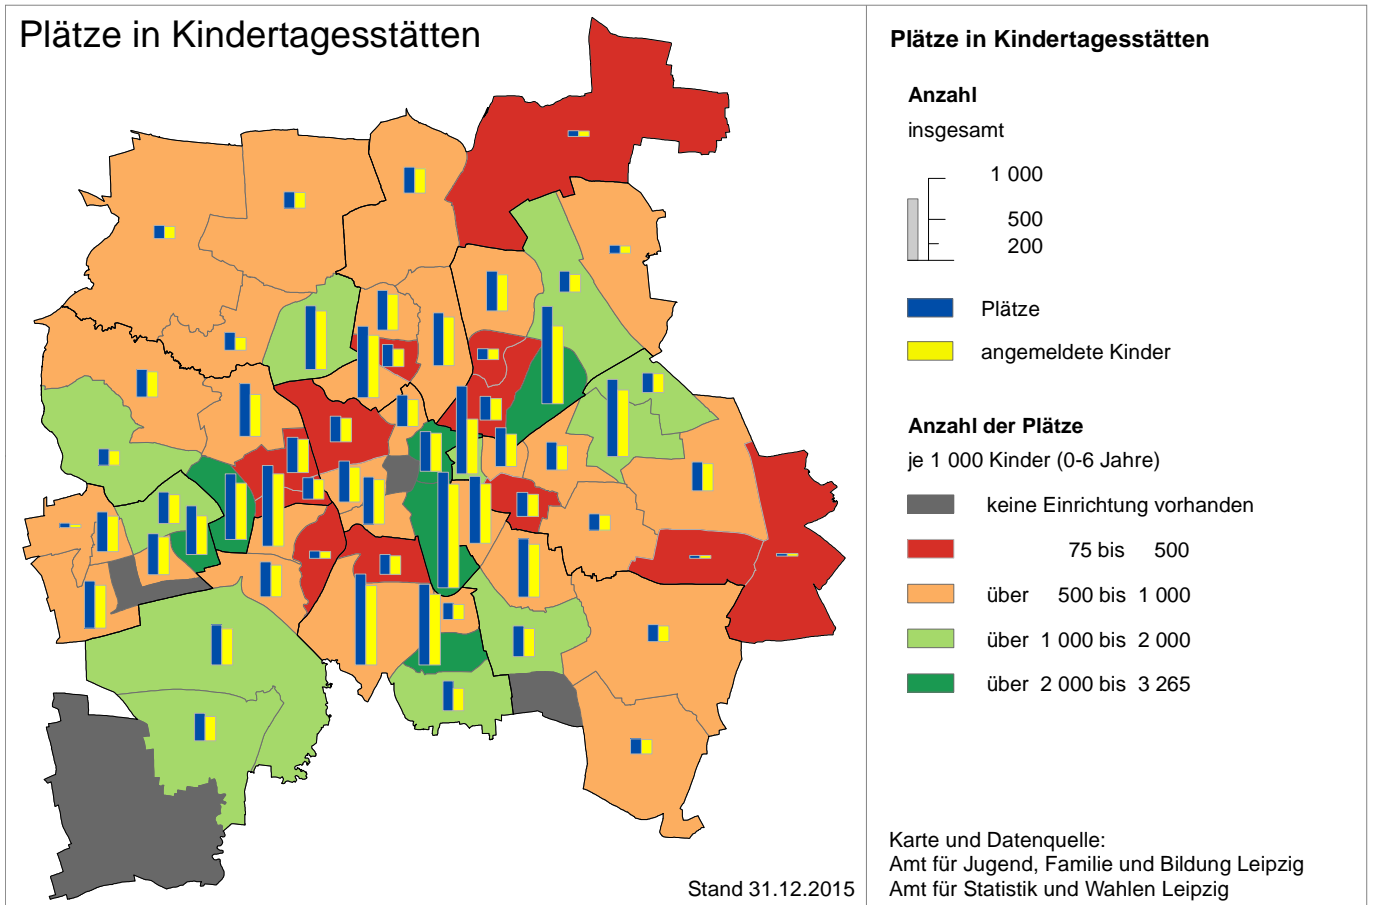 Plätze in Kindertagesstätten
Stand 31.12.2015
Plätze in Kindertagesstätten
Anzahl
insgesamt
1 000
500
200
Plätze
angemeldete Kinder
Anzahl der Plätze
je 1 000 Kinder (0-6 Jahre)
keine Einrichtung vorhanden
75 bis 500
über 500 bis 1 000
über 1 000 bis 2 000
über 2 000 bis 3 265
Karte und Datenquelle:
Amt für Jugend, Familie und Bildung Leipzig
Amt für Statistik und Wahlen Leipzig